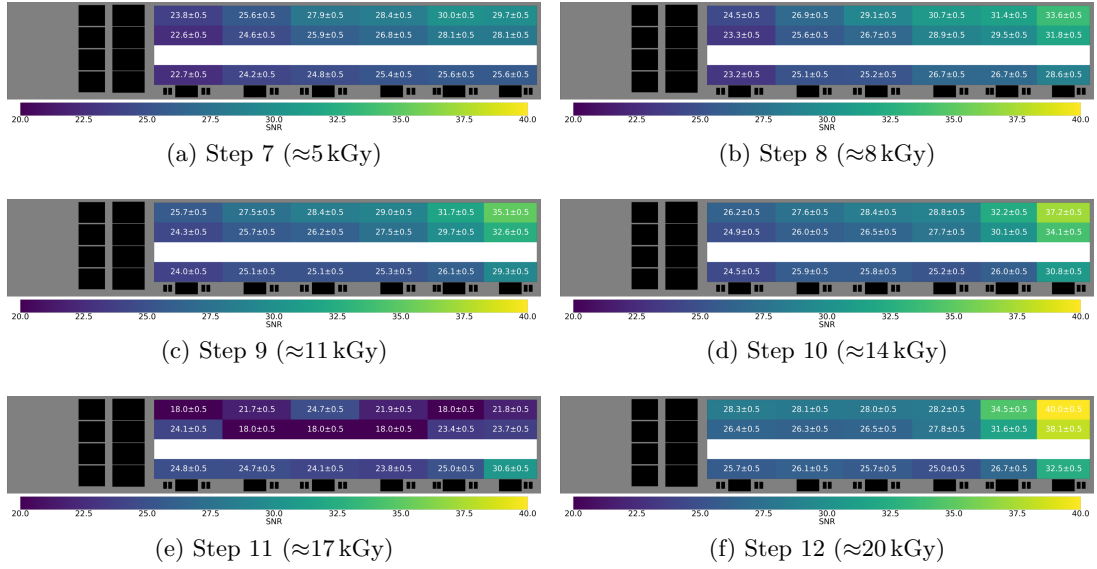 23.8±0.5 25.6±0.5 27.9±0.5 28.4±0.5 30.0±0.5 29.7±0.5
22.6±0.5 24.6±0.5 25.9±0.5 26.8±0.5 28.1±0.5 28.1±0.5
22.7±0.5 24.2±0.5 24.8±0.5 25.4±0.5 25.6±0.5 25.6±0.5
20.0 22.5 25.0 27.5 30.0 32.5 35.0 37.5 40.0
SNR
(a) Step 7 (≈5 kGy)
24.5±0.5 26.9±0.5 29.1±0.5 30.7±0.5 31.4±0.5 33.6±0.5
23.3±0.5 25.6±0.5 26.7±0.5 28.9±0.5 29.5±0.5 31.8±0.5
23.2±0.5 25.1±0.5 25.2±0.5 26.7±0.5 26.7±0.5 28.6±0.5
20.0 22.5 25.0 27.5 30.0 32.5 35.0 37.5 40.0
SNR
(b) Step 8 (≈8 kGy)
25.7±0.5 27.5±0.5 28.4±0.5 29.0±0.5 31.7±0.5 35.1±0.5
24.3±0.5 25.7±0.5 26.2±0.5 27.5±0.5 29.7±0.5 32.6±0.5
24.0±0.5 25.1±0.5 25.1±0.5 25.3±0.5 26.1±0.5 29.3±0.5
20.0 22.5 25.0 27.5 30.0 32.5 35.0 37.5 40.0
SNR
(c) Step 9 (≈11 kGy)
26.2±0.5 27.6±0.5 28.4±0.5 28.8±0.5 32.2±0.5 37.2±0.5
24.9±0.5 26.0±0.5 26.5±0.5 27.7±0.5 30.1±0.5 34.1±0.5
24.5±0.5 25.9±0.5 25.8±0.5 25.2±0.5 26.0±0.5 30.8±0.5
20.0 22.5 25.0 27.5 30.0 32.5 35.0 37.5 40.0
SNR
(d) Step 10 (≈14 kGy)
18.0±0.5 21.7±0.5 24.7±0.5 21.9±0.5 18.0±0.5 21.8±0.5
24.1±0.5 18.0±0.5 18.0±0.5 18.0±0.5 23.4±0.5 23.7±0.5
24.8±0.5 24.7±0.5 24.1±0.5 23.8±0.5 25.0±0.5 30.6±0.5
20.0 22.5 25.0 27.5 30.0 32.5 35.0 37.5 40.0
SNR
(e) Step 11 (≈17 kGy)
28.3±0.5 28.1±0.5 28.0±0.5 28.2±0.5 34.5±0.5 40.0±0.5
26.4±0.5 26.3±0.5 26.5±0.5 27.8±0.5 31.6±0.5 38.1±0.5
25.7±0.5 26.1±0.5 25.7±0.5 25.0±0.5 26.7±0.5 32.5±0.5
20.0 22.5 25.0 27.5 30.0 32.5 35.0 37.5 40.0
SNR
(f) Step 12 (≈20 kGy)